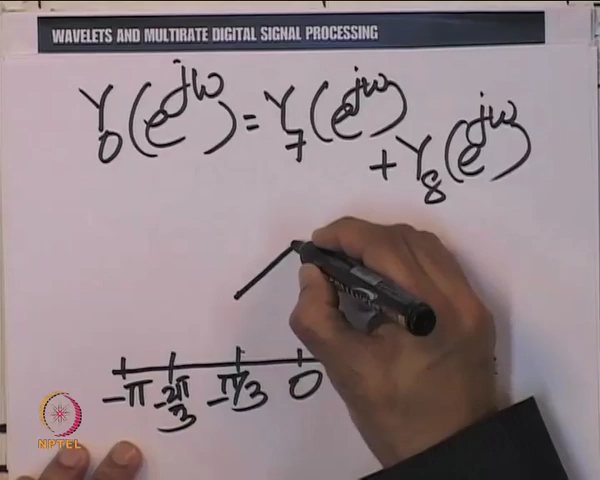 WAVELETS AND MULTIRATE DIGITAL SIGNAL PROCESSING
Y₀(e^{jω}) = Y₇(e^{jω})
+ Y₈(e^{jω})
-π -2π/3 -π/3 0
NPTEL